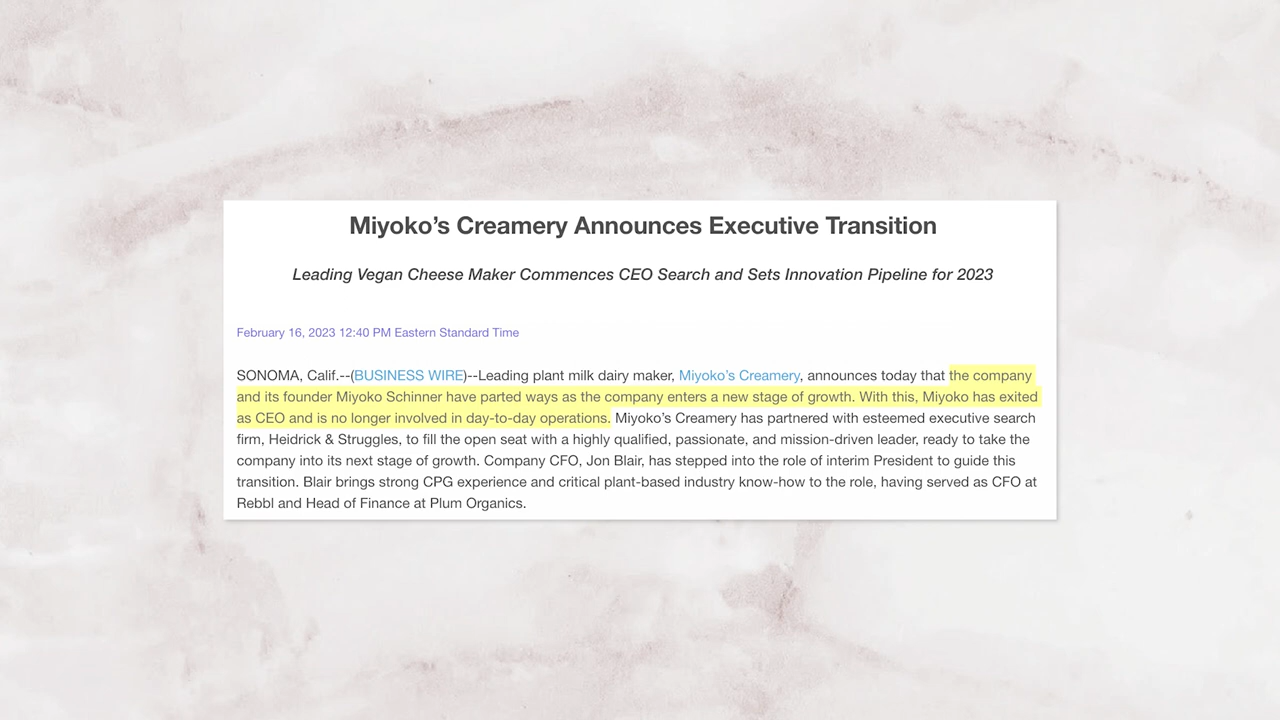 Miyoko’s Creamery Announces Executive Transition
Leading Vegan Cheese Maker Commences CEO Search and Sets Innovation Pipeline for 2023
February 16, 2023 12:40 PM Eastern Standard Time
SONOMA, Calif.--(BUSINESS WIRE)--Leading plant milk dairy maker, Miyoko’s Creamery, announces today that the company
and its founder Miyoko Schinner have parted ways as the company enters a new stage of growth. With this, Miyoko has exited
as CEO and is no longer involved in day-to-day operations. Miyoko’s Creamery has partnered with esteemed executive search
firm, Heidrick & Struggles, to fill the open seat with a highly qualified, passionate, and mission-driven leader, ready to take the
company into its next stage of growth. Company CFO, Jon Blair, has stepped into the role of interim President to guide this
transition. Blair brings strong CPG experience and critical plant-based industry know-how to the role, having served as CFO at
Rebbl and Head of Finance at Plum Organics.